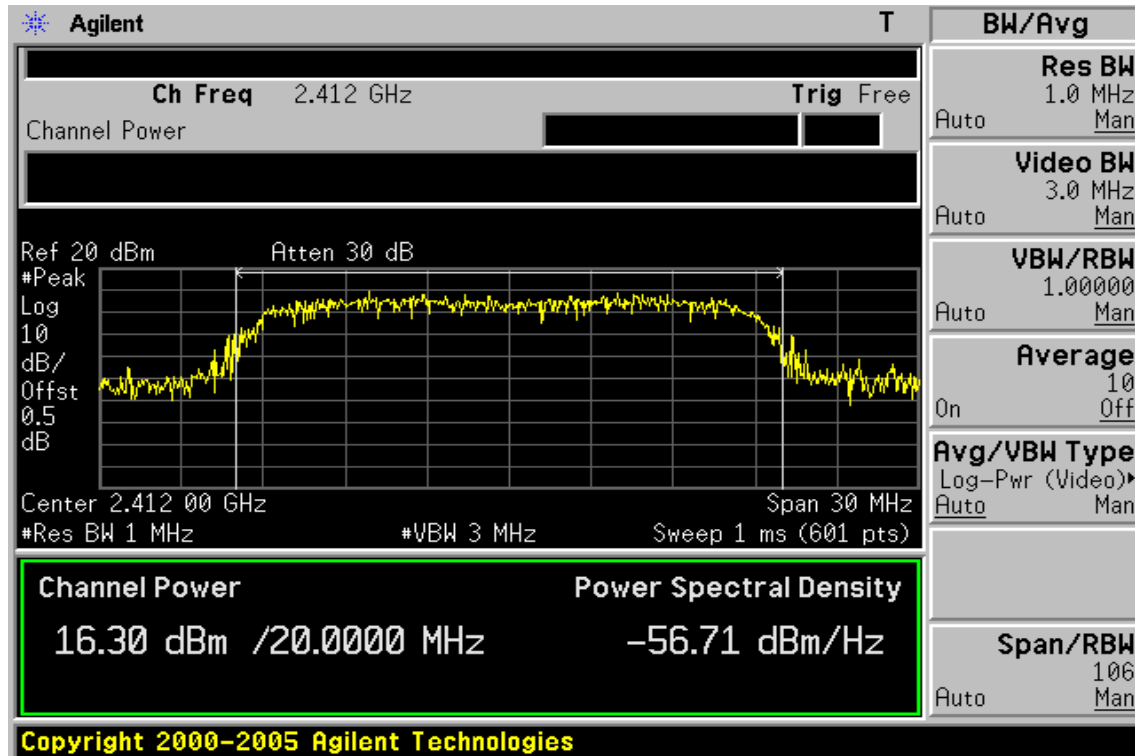 Agilent T
Ch Freq 2.412 GHz Trig Free
Channel Power
Ref 20 dBm Atten 30 dB
#Peak
Log
10
dB/
Offst
0.5
dB
Center 2.412 00 GHz Span 30 MHz
#Res BW 1 MHz #VBW 3 MHz Sweep 1 ms (601 pts)
Channel Power Power Spectral Density
16.30 dBm /20.0000 MHz -56.71 dBm/Hz
Copyright 2000-2005 Agilent Technologies
BW/Avg
Res BW
1.0 MHz
Auto Man
Video BW
3.0 MHz
Auto Man
VBW/RBW
1.00000
Auto Man
Average
10
On Off
Avg/VBW Type
Log-Pwr (Video)▸
Auto Man
Span/RBW
106
Auto Man